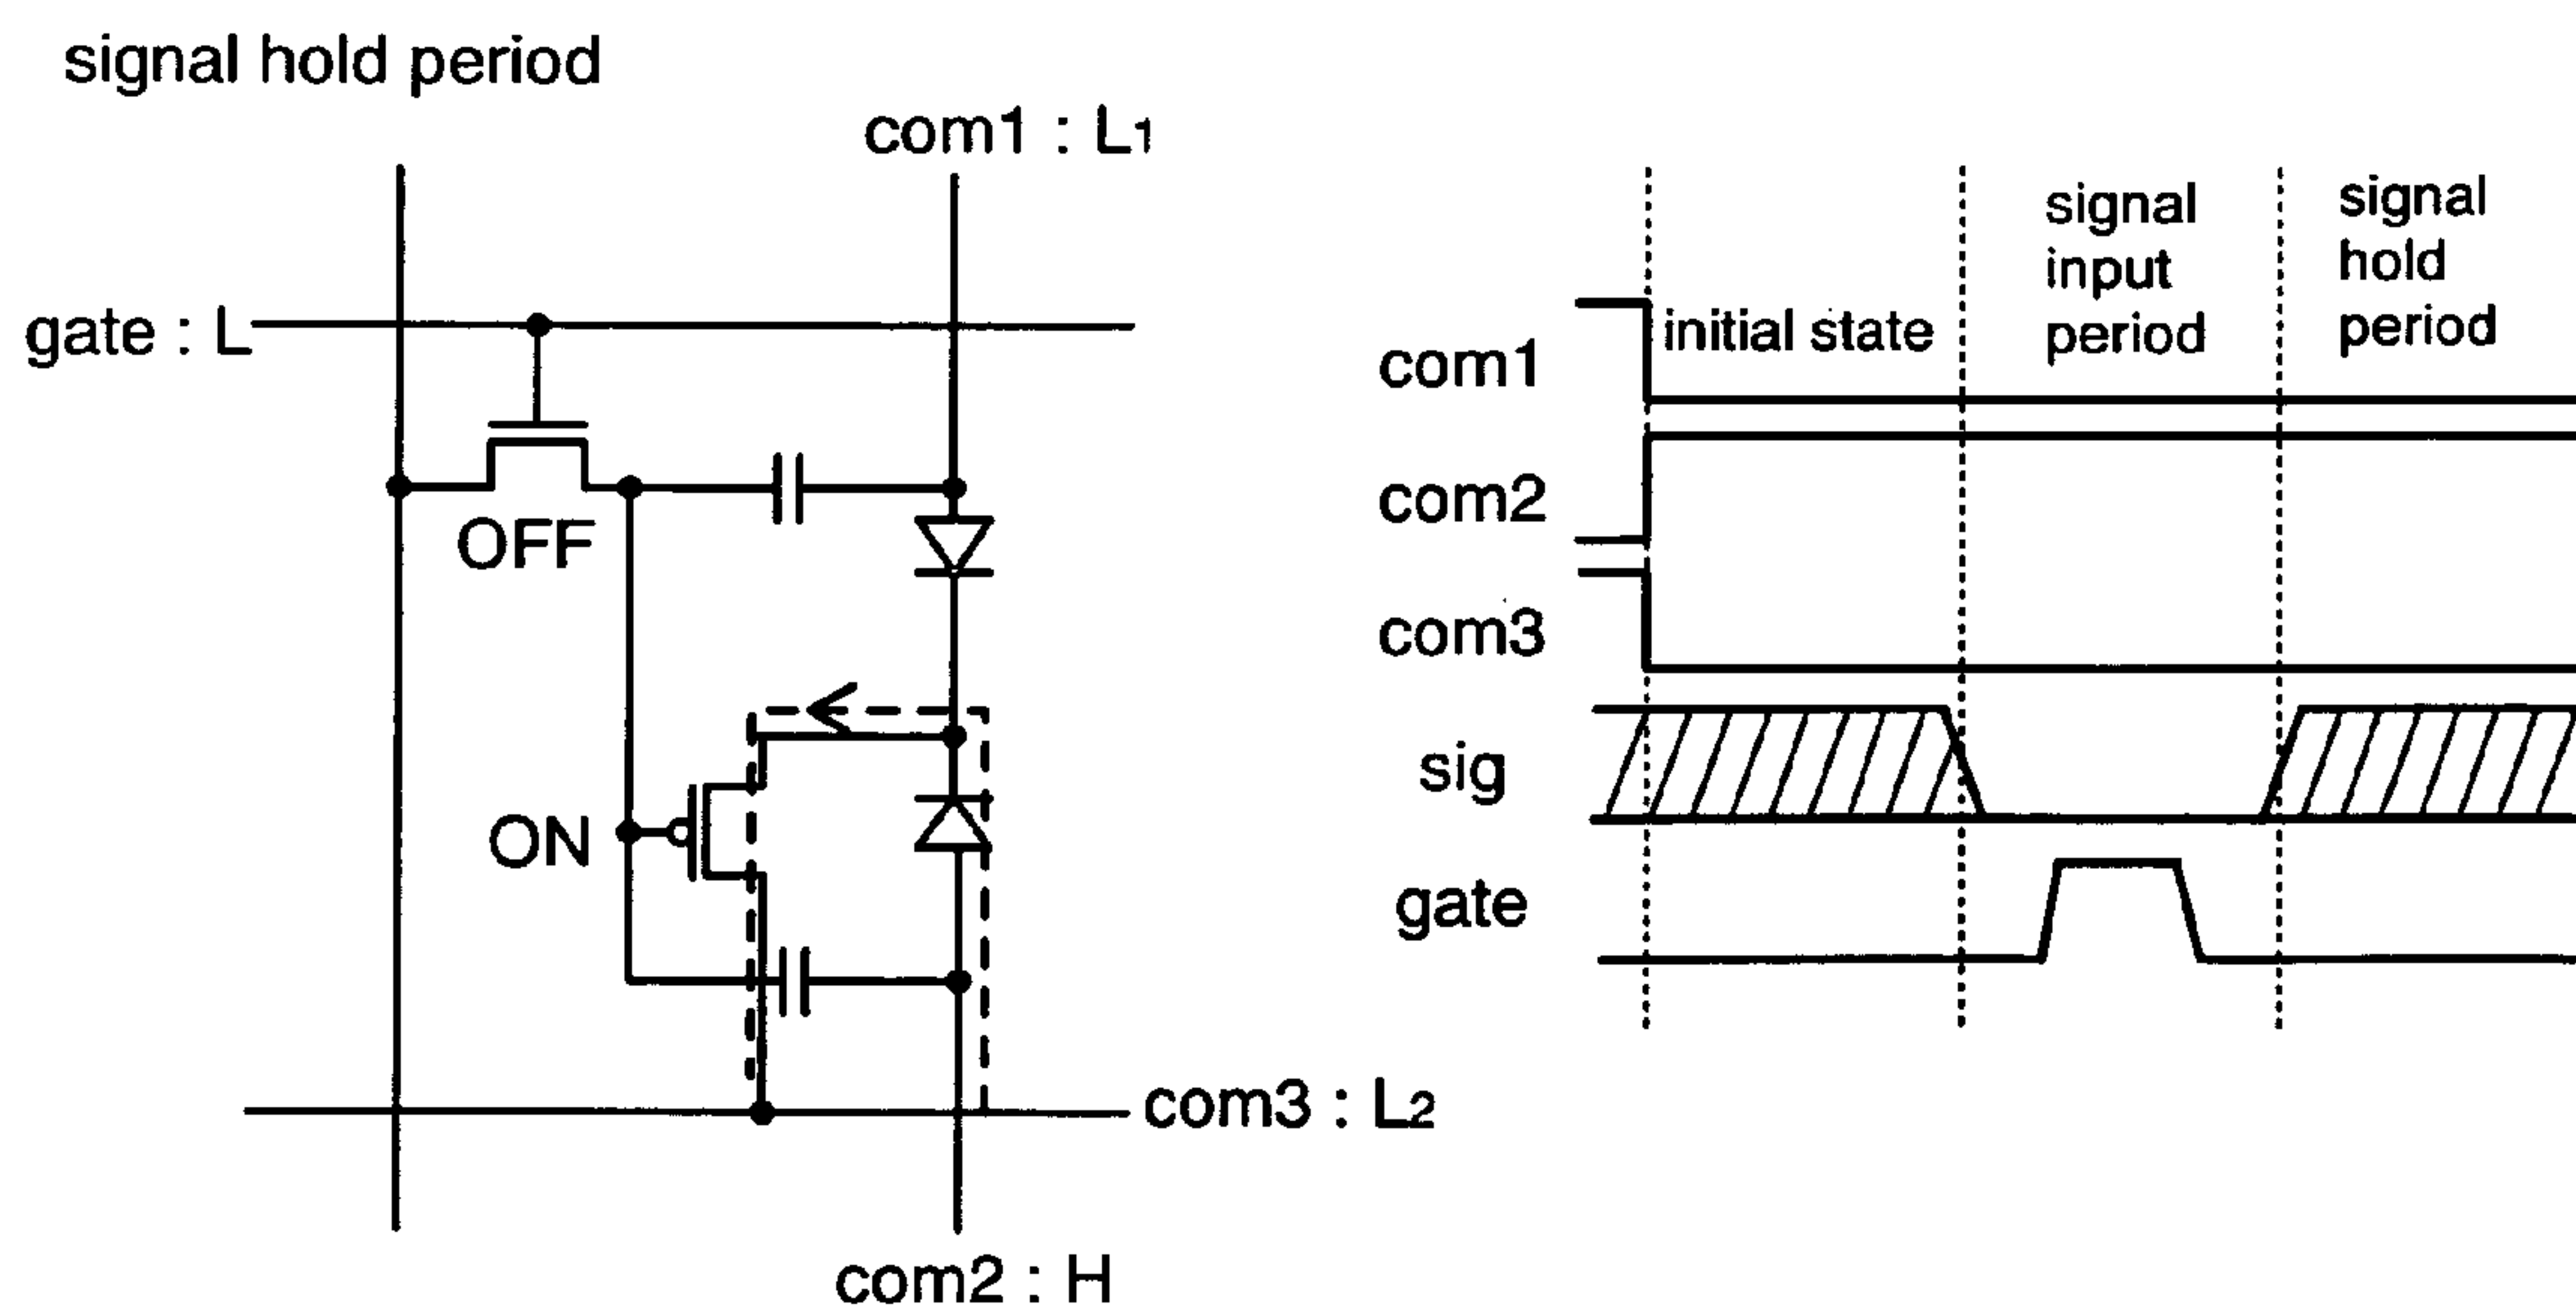 signal hold period
com1 : L1
gate : L
OFF
ON
com3 : L2
com2 : H
signal
input
period
signal
hold
period
initial state
com1
com2
com3
sig
gate